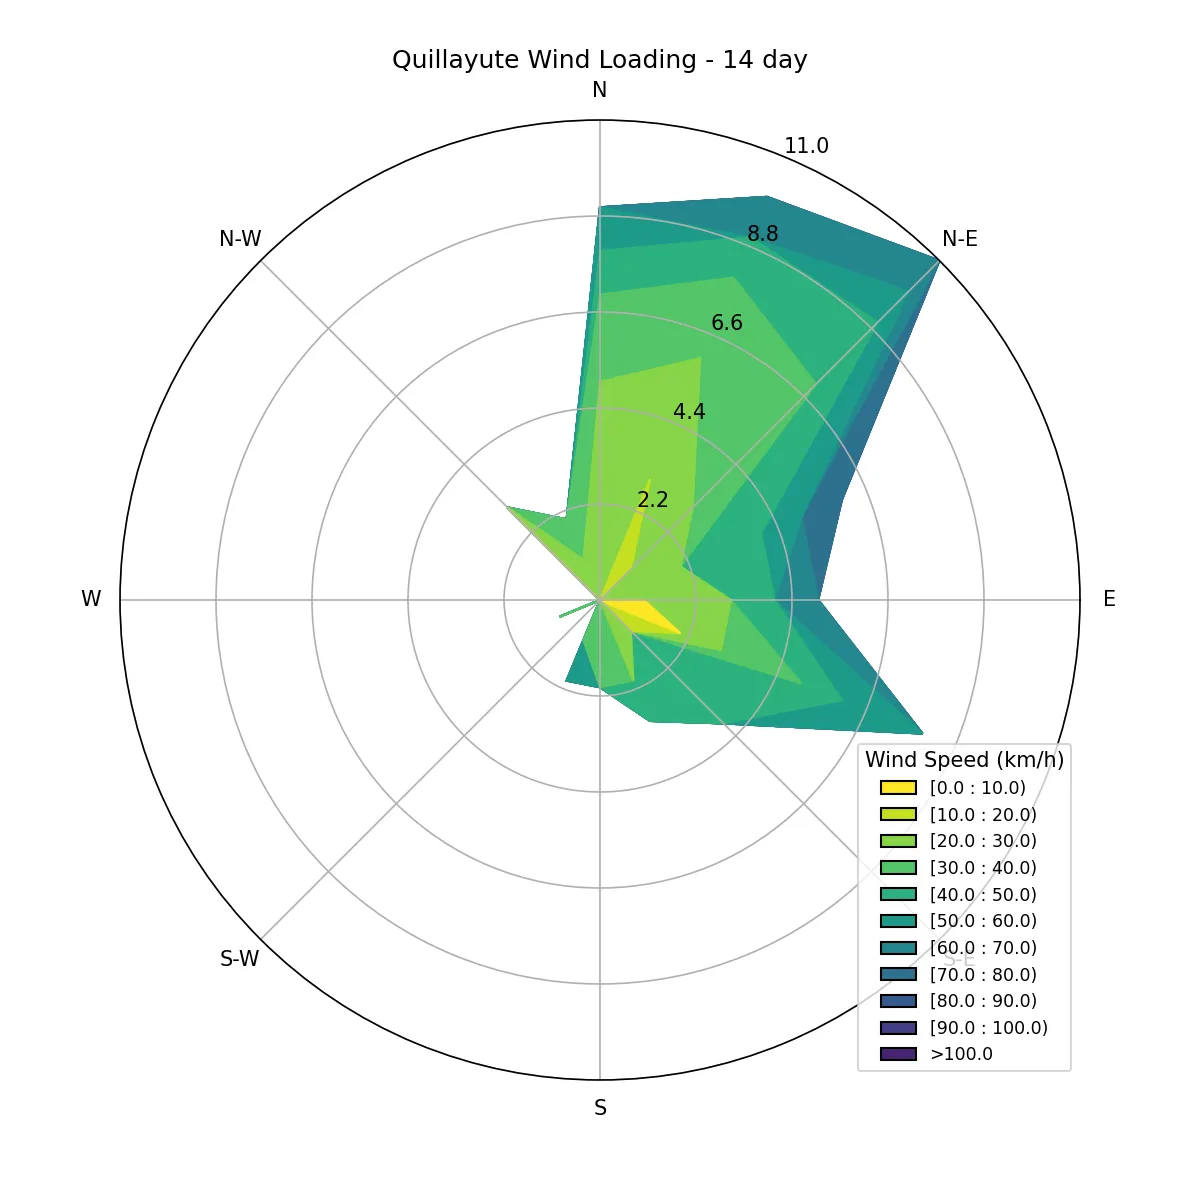 Quillayute Wind Loading - 14 day
N
11.0
8.8
N-W
N-E
6.6
4.4
2.2
W
E
Wind Speed (km/h)
[0.0 : 10.0)
[10.0 : 20.0)
[20.0 : 30.0)
[30.0 : 40.0)
[40.0 : 50.0)
[50.0 : 60.0)
[60.0 : 70.0)
[70.0 : 80.0)
[80.0 : 90.0)
[90.0 : 100.0)
>100.0
S-W
S-E
S